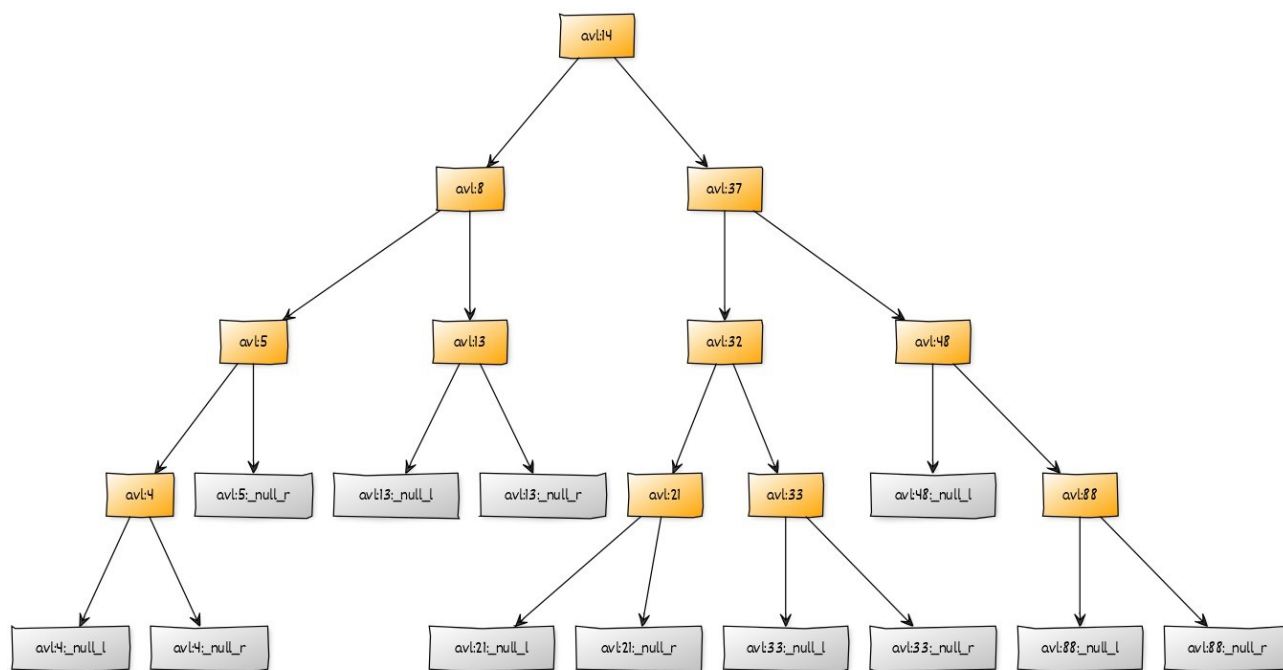 avl:14
avl:8
avl:37
avl:5
avl:13
avl:32
avl:48
avl:4
avl:5:_null_r
avl:13:_null_l
avl:13:_null_r
avl:21
avl:33
avl:48:_null_l
avl:88
avl:4:_null_l
avl:4:_null_r
avl:21:_null_l
avl:21:_null_r
avl:33:_null_l
avl:33:_null_r
avl:88:_null_l
avl:88:_null_r